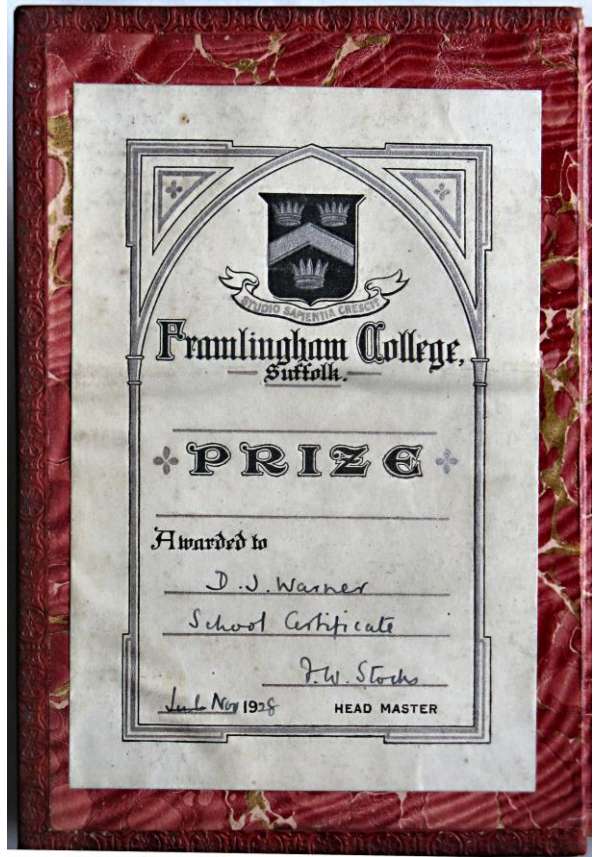 STUDIO SAPIENTIA CRESCIT
Framlingham College,
Suffolk.
PRIZE
Awarded to
D. J. Warner
School Certificate
F. W. Stocks
Nov 1928 HEAD MASTER